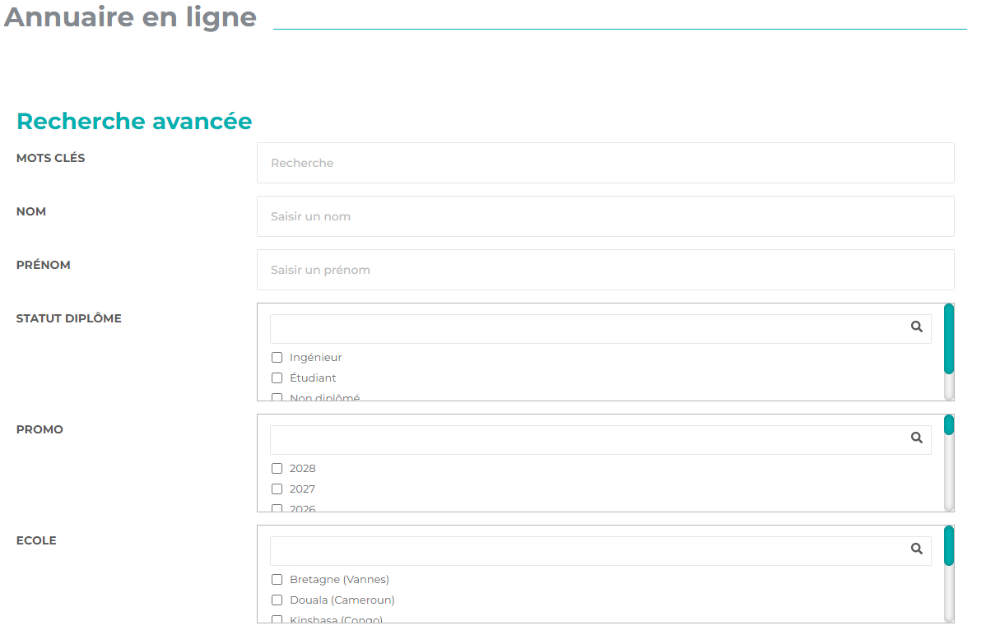 Annuaire en ligne
Recherche avancée
MOTS CLÉS
Recherche
NOM
Saisir un nom
PRÉNOM
Saisir un prénom
STATUT DIPLÔME
Ingénieur
Étudiant
Non diplômé
PROMO
2028
2027
2026
ECOLE
Bretagne (Vannes)
Douala (Cameroun)
Kinshasa (Congo)